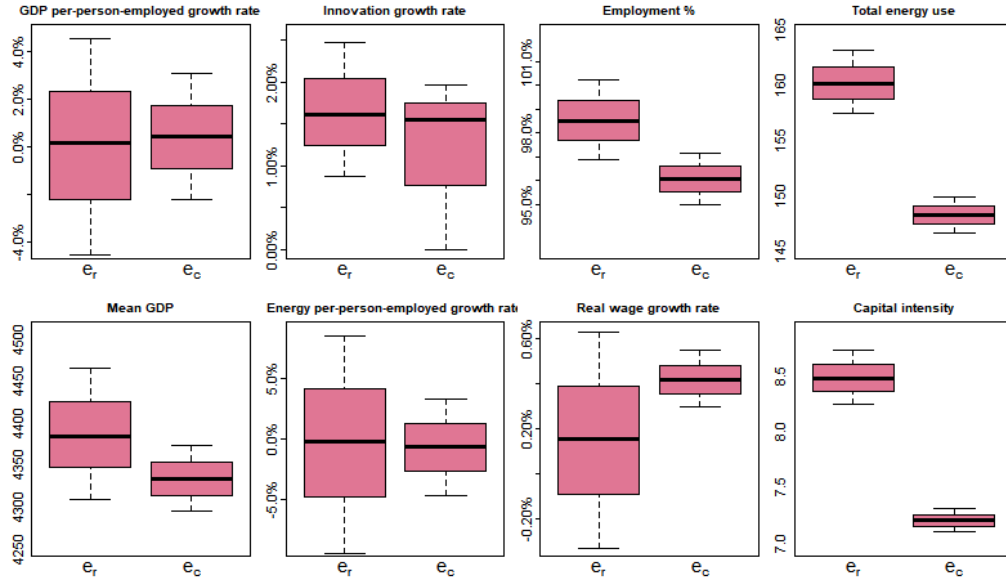 GDP per-person-employed growth rate
4.0%
2.0%
0.0%
-4.0%
e_r e_c
Innovation growth rate
2.00%
1.00%
0.00%
e_r e_c
Employment %
101.0%
98.0%
95.0%
e_r e_c
Total energy use
165
160
155
150
145
e_r e_c
Mean GDP
4500
4450
4400
4350
4300
4250
e_r e_c
Energy per-person-employed growth rate
5.0%
0.0%
-5.0%
e_r e_c
Real wage growth rate
0.60%
0.20%
-0.20%
e_r e_c
Capital intensity
8.5
8.0
7.5
7.0
e_r e_c